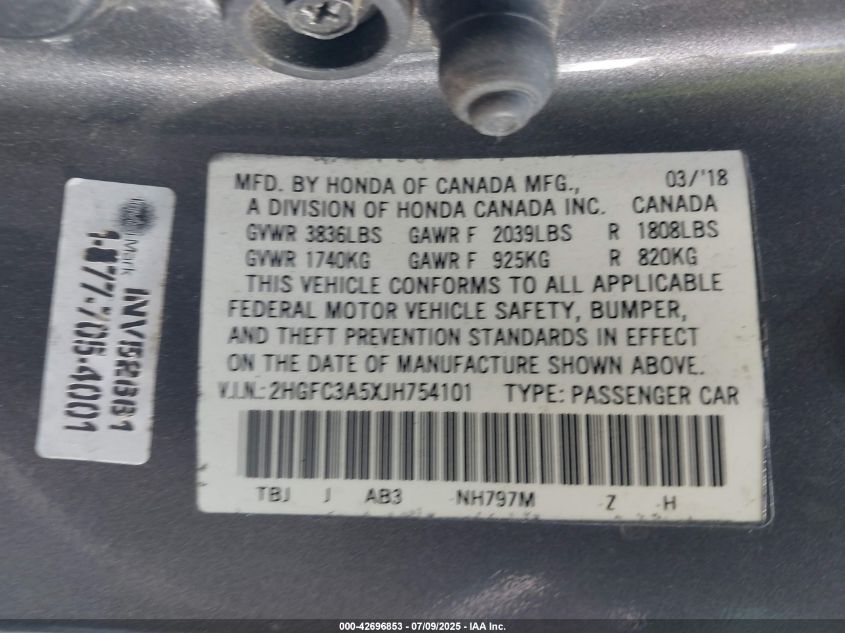 MFD. BY HONDA OF CANADA MFG., 03/'18
A DIVISION OF HONDA CANADA INC. CANADA
GVWR 3836LBS GAWR F 2039LBS R 1808LBS
GVWR 1740KG GAWR F 925KG R 820KG
THIS VEHICLE CONFORMS TO ALL APPLICABLE
FEDERAL MOTOR VEHICLE SAFETY, BUMPER,
AND THEFT PREVENTION STANDARDS IN EFFECT
ON THE DATE OF MANUFACTURE SHOWN ABOVE.
V.I.N.: 2HGFC3A5XJH754101 TYPE: PASSENGER CAR
TBJ J AB3 NH797M Z H
Mark
INV152I3I31
1.877.705.4001
000-42696853 / 07/09/2025 - IAA Inc.